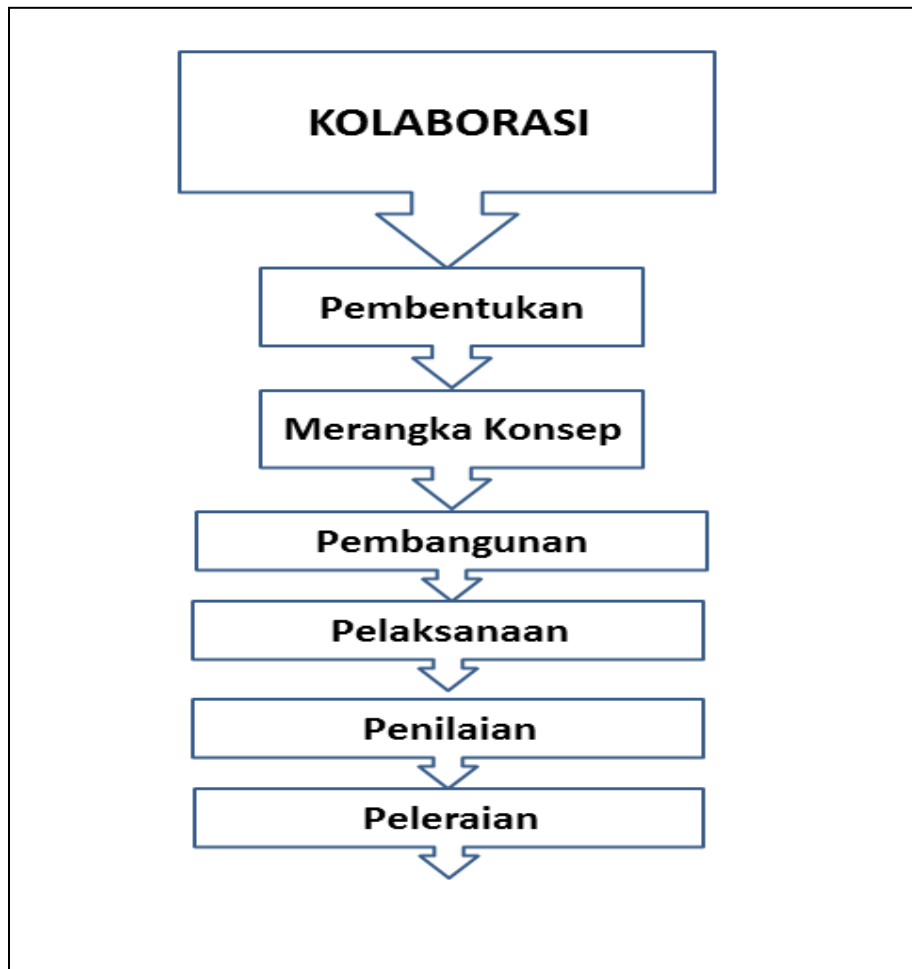 KOLABORASI
Pembentukan
Merangka Konsep
Pembangunan
Pelaksanaan
Penilaian
Peleraian